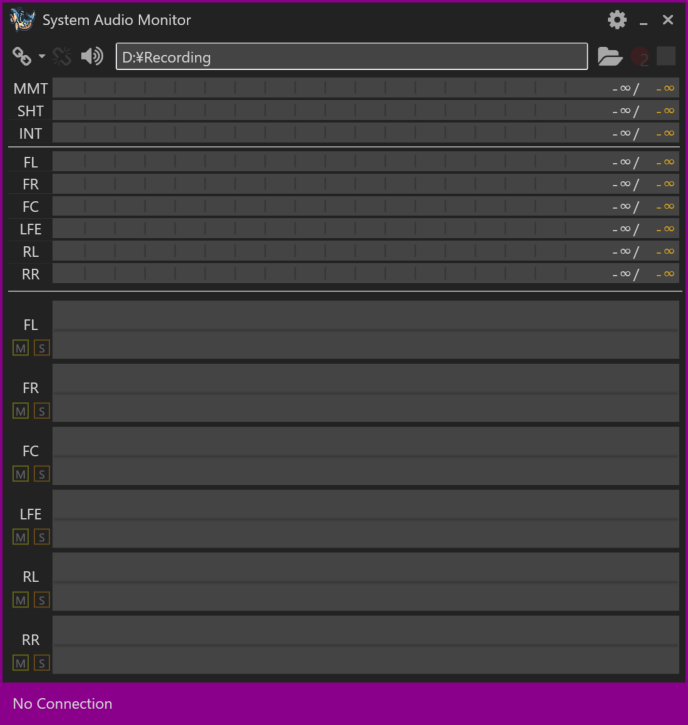 System Audio Monitor
D:¥Recording
2
MMT -∞/ -∞
SHT -∞/ -∞
INT -∞/ -∞
FL -∞/ -∞
FR -∞/ -∞
FC -∞/ -∞
LFE -∞/ -∞
RL -∞/ -∞
RR -∞/ -∞
FL
M S
FR
M S
FC
M S
LFE
M S
RL
M S
RR
M S
No Connection